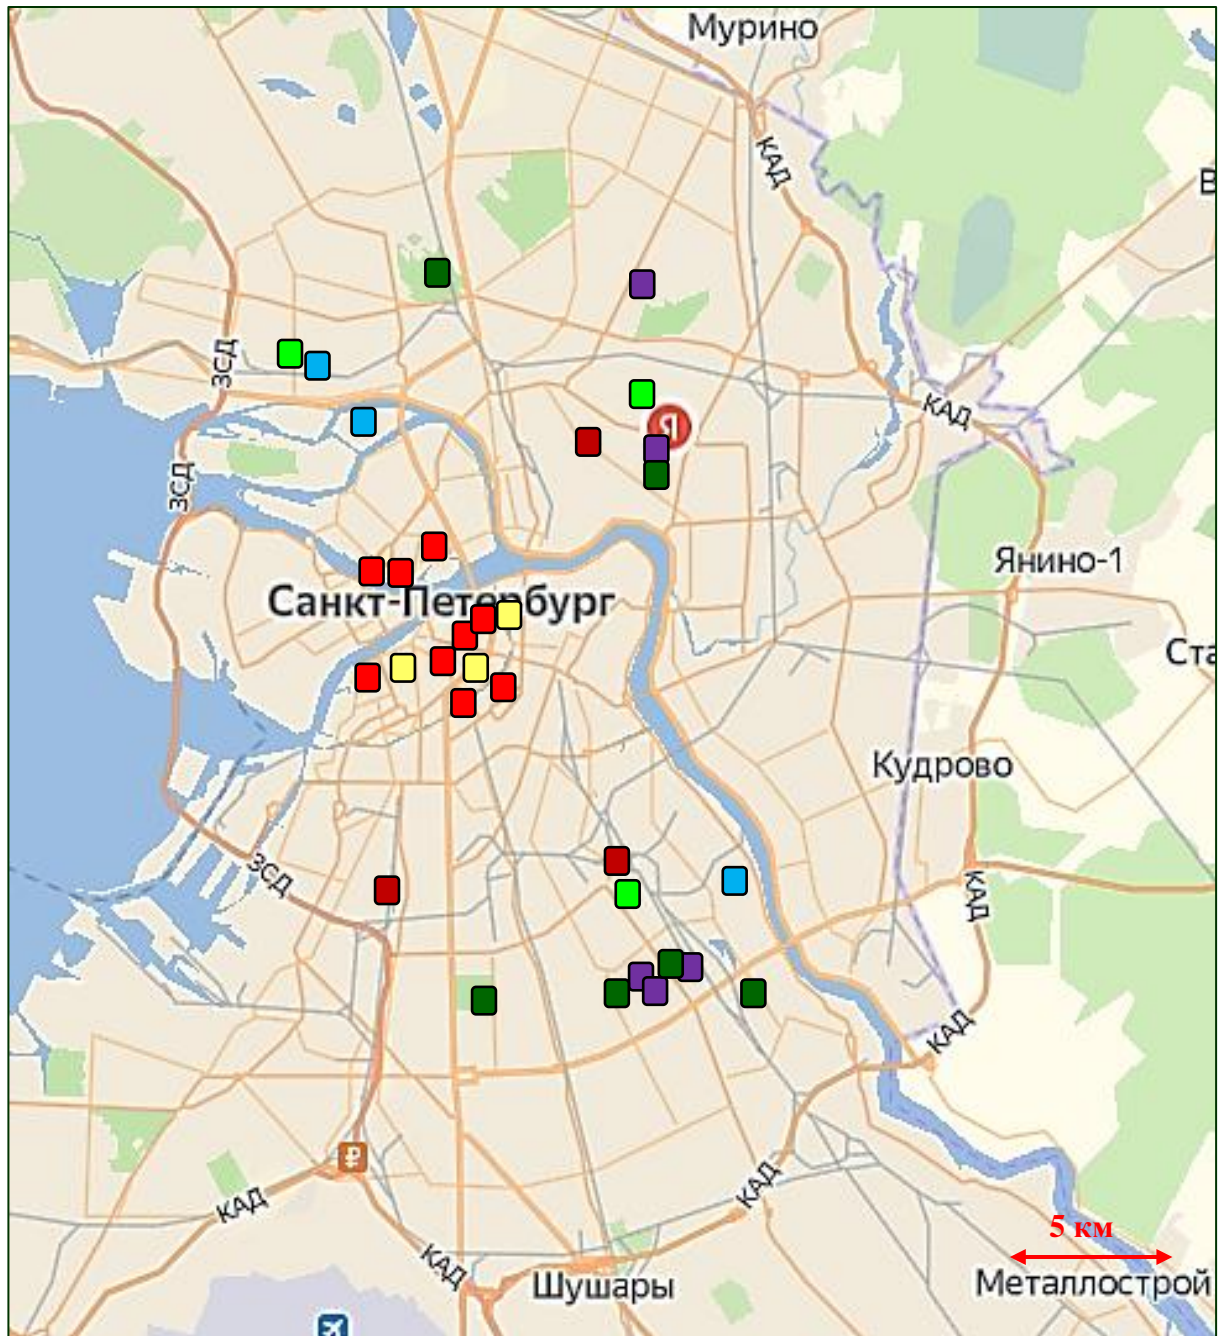 Мурино
КАД
В
ЗСД
КАД
ЗСД
Я
Янино-1
Санкт-Петербург
Ста
Кудрово
ЗСД
КАД
КАД
₽
КАД
КАД
5 км
КАД
Шушары
Металлострой